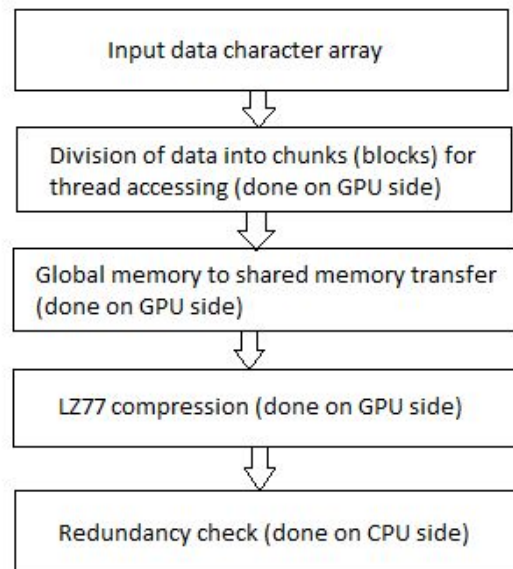 Input data character array
Division of data into chunks (blocks) for
thread accessing (done on GPU side)
Global memory to shared memory transfer
(done on GPU side)
LZ77 compression (done on GPU side)
Redundancy check (done on CPU side)